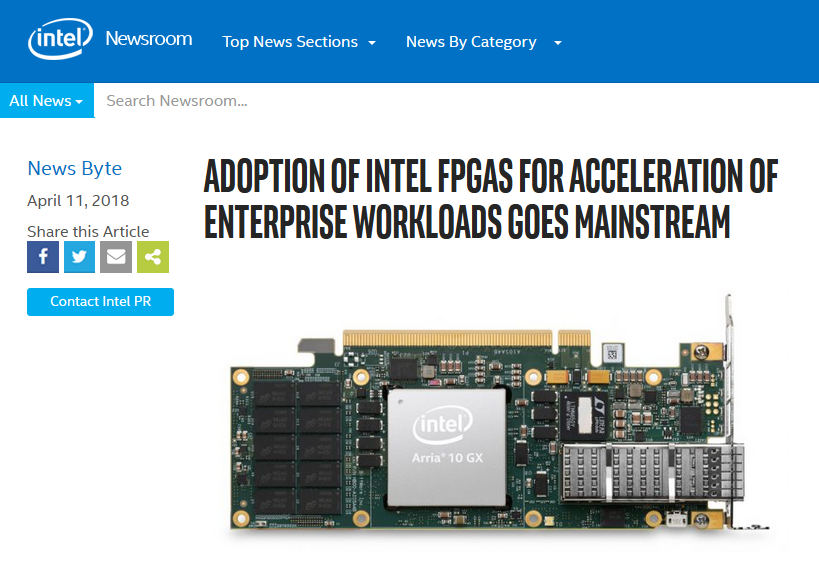 intel Newsroom Top News Sections News By Category
All News Search Newsroom...
News Byte
April 11, 2018
Share this Article
Contact Intel PR
ADOPTION OF INTEL FPGAS FOR ACCELERATION OF
ENTERPRISE WORKLOADS GOES MAINSTREAM
intel
Arria® 10 GX